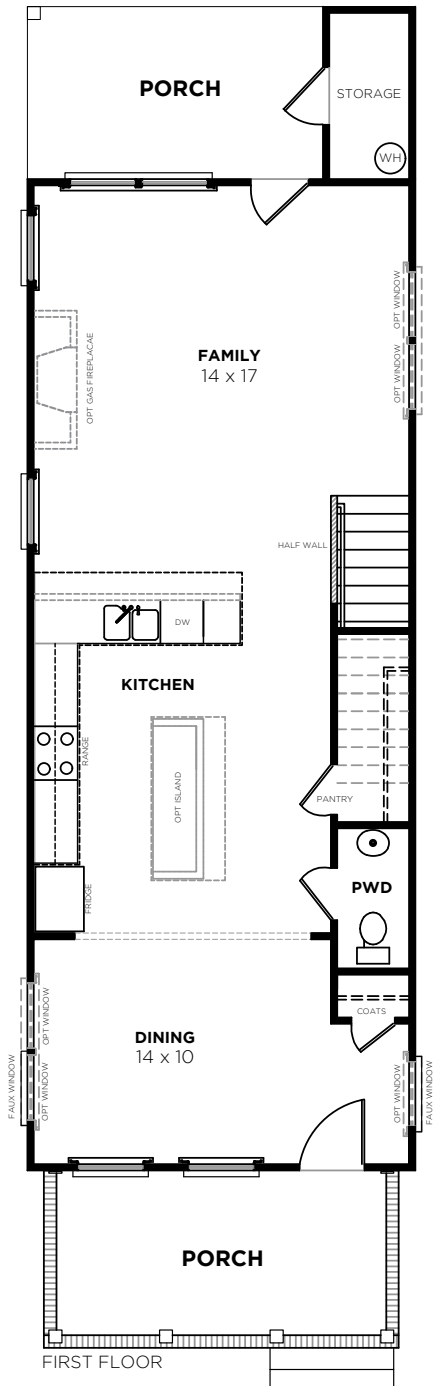 PORCH
STORAGE
WH
OPT WINDOW
OPT WINDOW
OPT GAS FIREPLACAE
FAMILY
14 x 17
HALF WALL
DW
KITCHEN
RANGE
OPT ISLAND
PANTRY
FRIDGE
PWD
COATS
OPT WINDOW
DINING
14 x 10
FAUX WINDOW
OPT WINDOW
OPT WINDOW
FAUX WINDOW
PORCH
FIRST FLOOR